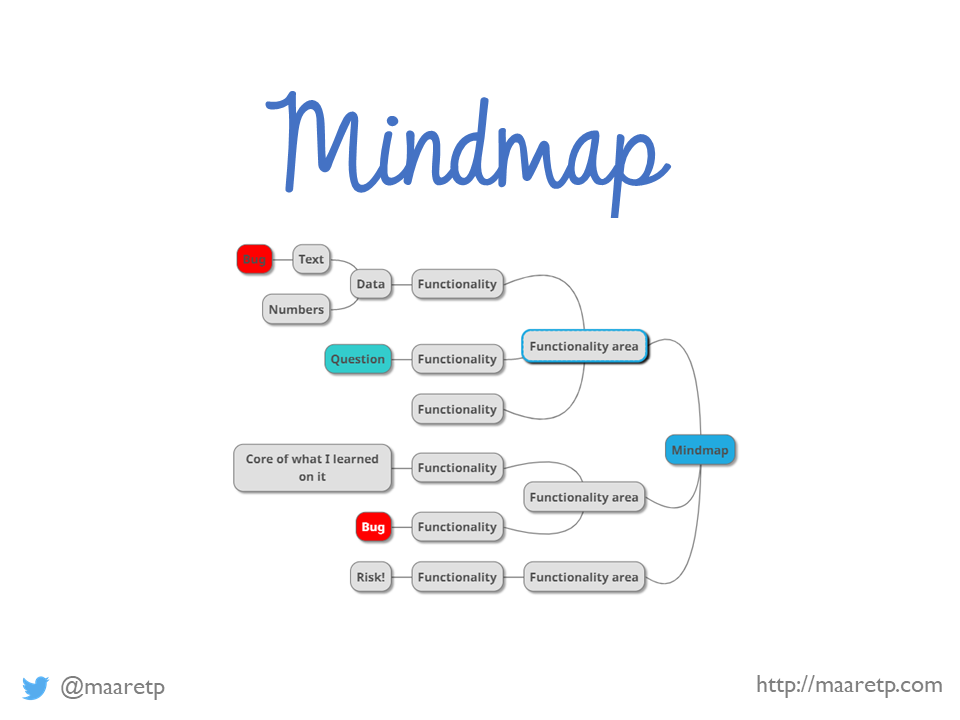 Mindmap
Bug
Text
Data
Functionality
Numbers
Functionality area
Question
Functionality
Functionality
Mindmap
Core of what I learned
on it
Functionality
Functionality area
Bug
Functionality
Risk!
Functionality
Functionality area
@maaretp
http://maaretp.com